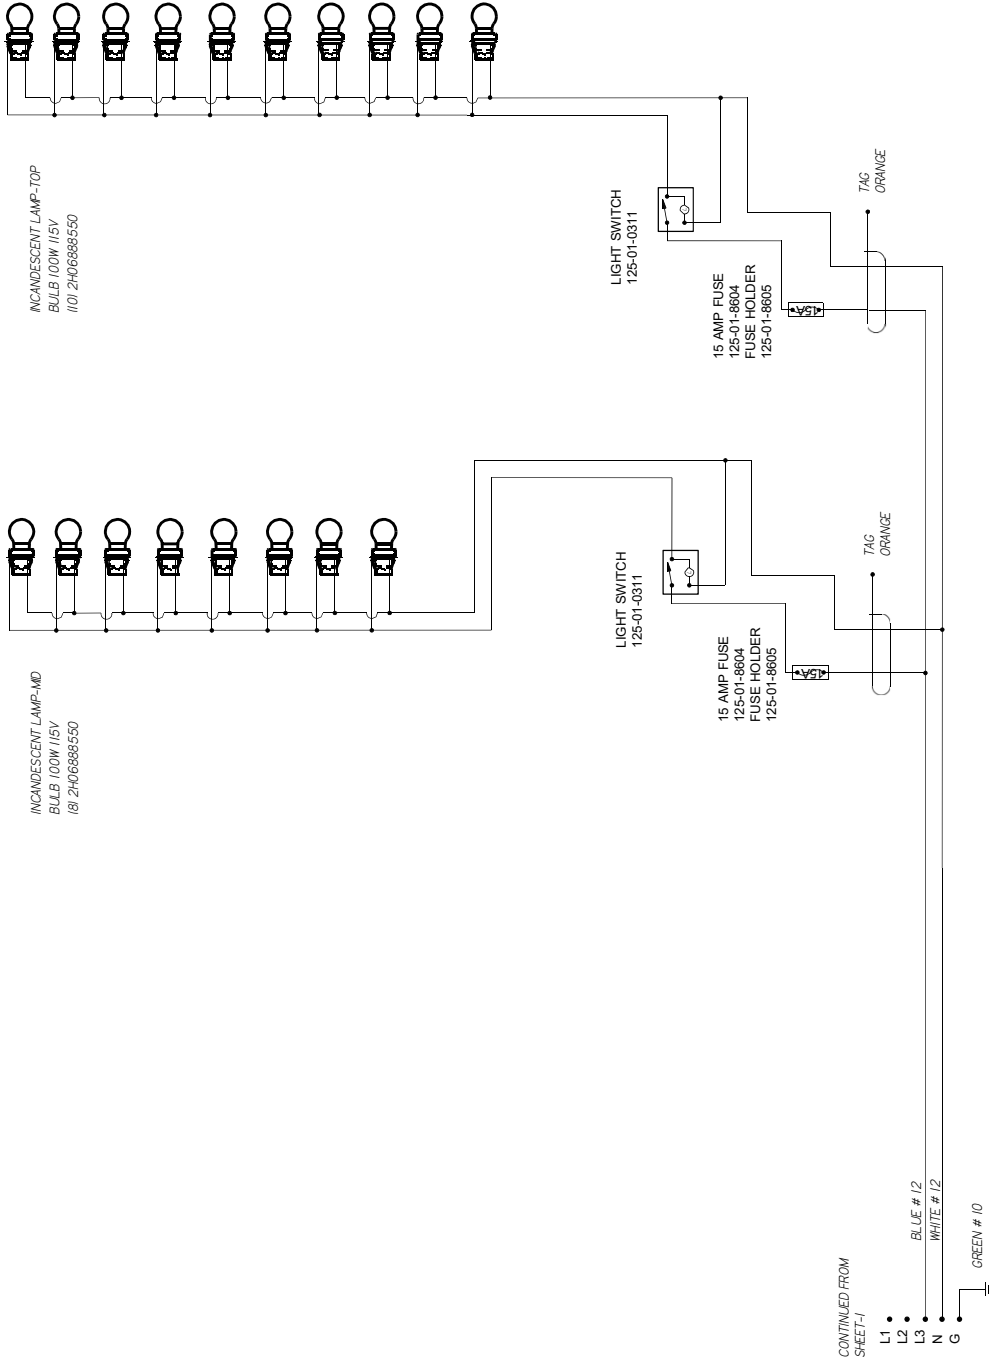 INCANDESCENT LAMP-TOP
BULB 100W 115V
(10) 2H06888550
LIGHT SWITCH
125-01-0311
15 AMP FUSE
125-01-8604
FUSE HOLDER
125-01-8605
15A
TAG
ORANGE
INCANDESCENT LAMP-MID
BULB 100W 115V
(8) 2H06888550
LIGHT SWITCH
125-01-0311
15 AMP FUSE
125-01-8604
FUSE HOLDER
125-01-8605
15A
TAG
ORANGE
BLUE # 12
WHITE # 12
GREEN # 10
CONTINUED FROM
SHEET-1
L1
L2
L3
N
G